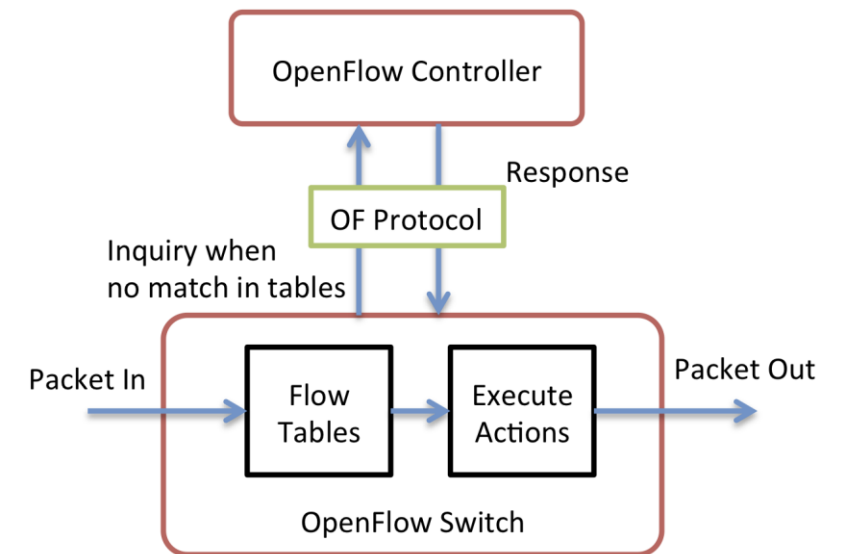 OpenFlow Controller
Response
OF Protocol
Inquiry when
no match in tables
Packet In
Flow
Tables
Execute
Actions
Packet Out
OpenFlow Switch